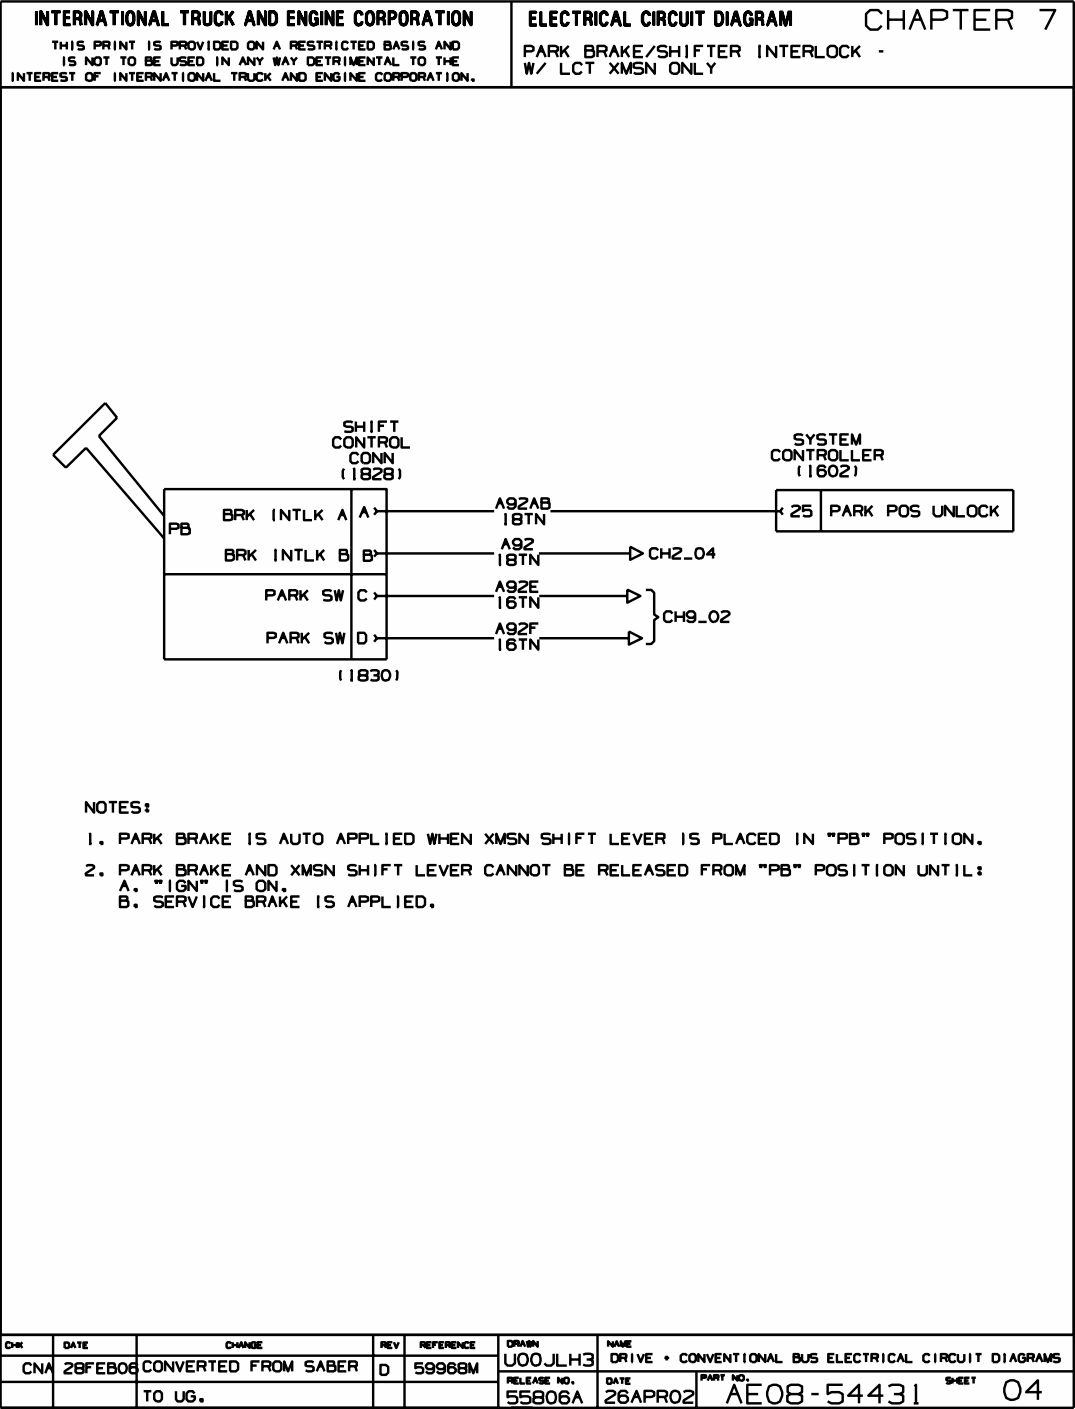 INTERNATIONAL TRUCK AND ENGINE CORPORATION
THIS PRINT IS PROVIDED ON A RESTRICTED BASIS AND
IS NOT TO BE USED IN ANY WAY DETRIMENTAL TO THE
INTEREST OF INTERNATIONAL TRUCK AND ENGINE CORPORATION.
ELECTRICAL CIRCUIT DIAGRAM CHAPTER 7
PARK BRAKE/SHIFTER INTERLOCK -
W/ LCT XMSN ONLY
SHIFT
CONTROL
CONN
(1828)
SYSTEM
CONTROLLER
(1602)
PB
BRK INTLK A A
A92AB
18TN
25 PARK POS UNLOCK
BRK INTLK B B
A92
18TN
CH2_04
PARK SW C
A92E
16TN
CH9_02
PARK SW D
A92F
16TN
(1830)
NOTES:
1. PARK BRAKE IS AUTO APPLIED WHEN XMSN SHIFT LEVER IS PLACED IN "PB" POSITION.
2. PARK BRAKE AND XMSN SHIFT LEVER CANNOT BE RELEASED FROM "PB" POSITION UNTIL:
A. "IGN" IS ON.
B. SERVICE BRAKE IS APPLIED.
CHK DATE CHANGE REV REFERENCE
CNA 28FEB06 CONVERTED FROM SABER D 59968M
TO UG.
DRAWN
U00JLH3
NAME
DRIVE + CONVENTIONAL BUS ELECTRICAL CIRCUIT DIAGRAMS
RELEASE NO.
55806A
DATE
26APR02
PART NO.
AE08-54431
SHEET
04